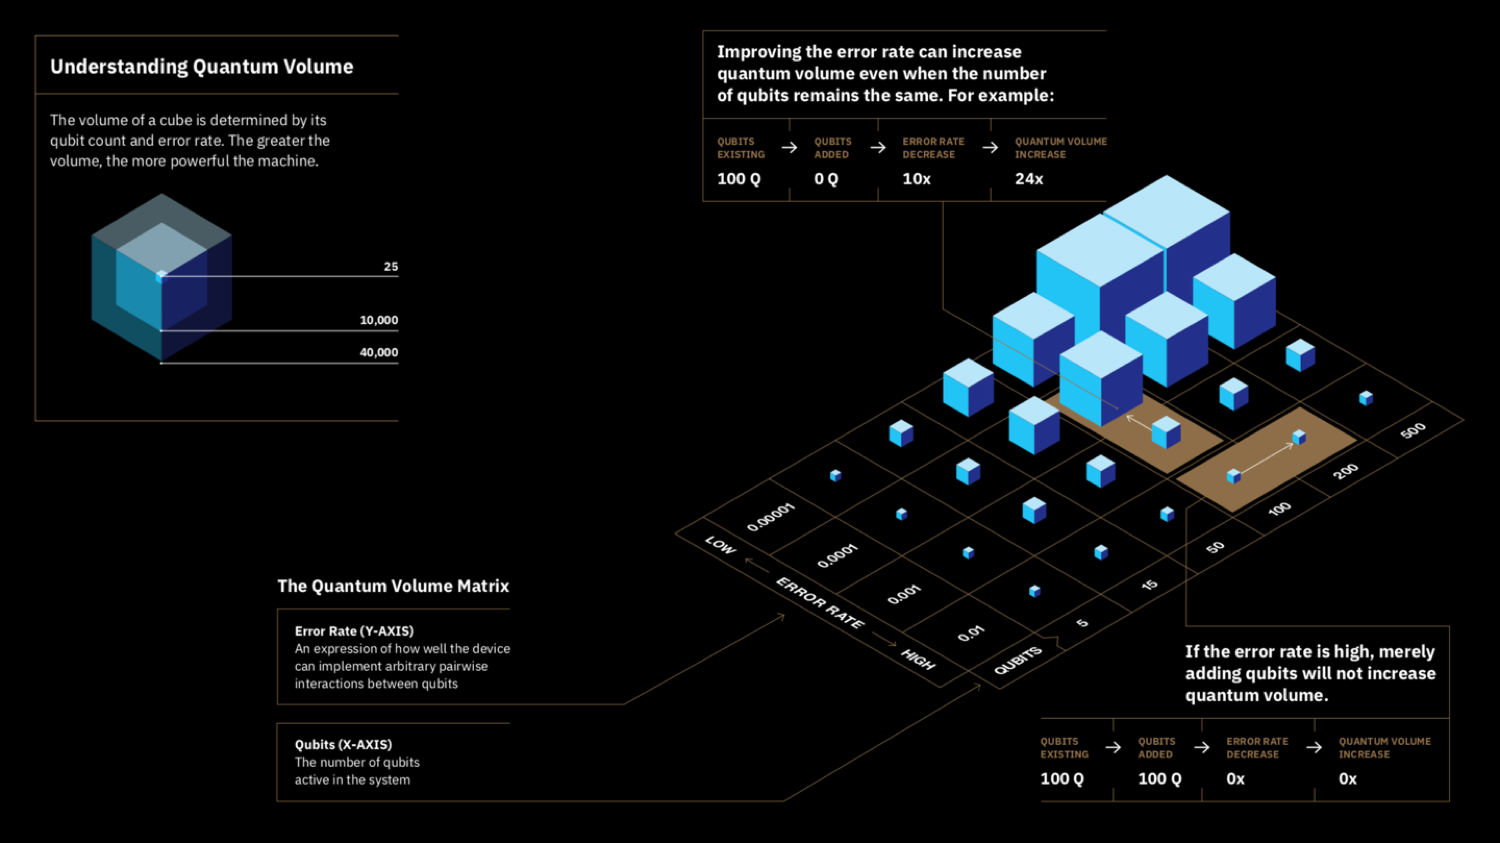 Understanding Quantum Volume
The volume of a cube is determined by its
qubit count and error rate. The greater the
volume, the more powerful the machine.
25
10,000
40,000
Improving the error rate can increase
quantum volume even when the number
of qubits remains the same. For example:
QUBITS
EXISTING
100 Q
QUBITS
ADDED
0 Q
ERROR RATE
DECREASE
10x
QUANTUM VOLUME
INCREASE
24x
0.00001
0.0001
0.001
0.01
LOW
ERROR RATE
HIGH
QUBITS
5
15
50
100
200
500
The Quantum Volume Matrix
Error Rate (Y-AXIS)
An expression of how well the device
can implement arbitrary pairwise
interactions between qubits
Qubits (X-AXIS)
The number of qubits
active in the system
If the error rate is high, merely
adding qubits will not increase
quantum volume.
QUBITS
EXISTING
100 Q
QUBITS
ADDED
100 Q
ERROR RATE
DECREASE
0x
QUANTUM VOLUME
INCREASE
0x